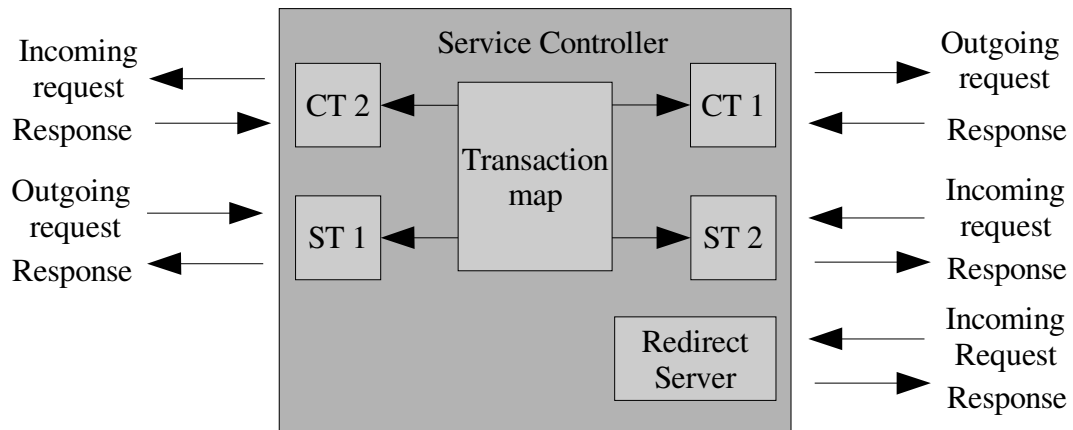 Service Controller
Incoming
request
Response
Outgoing
request
Response
CT 2
ST 1
Transaction
map
CT 1
ST 2
Redirect
Server
Outgoing
request
Response
Incoming
request
Response
Incoming
Request
Response